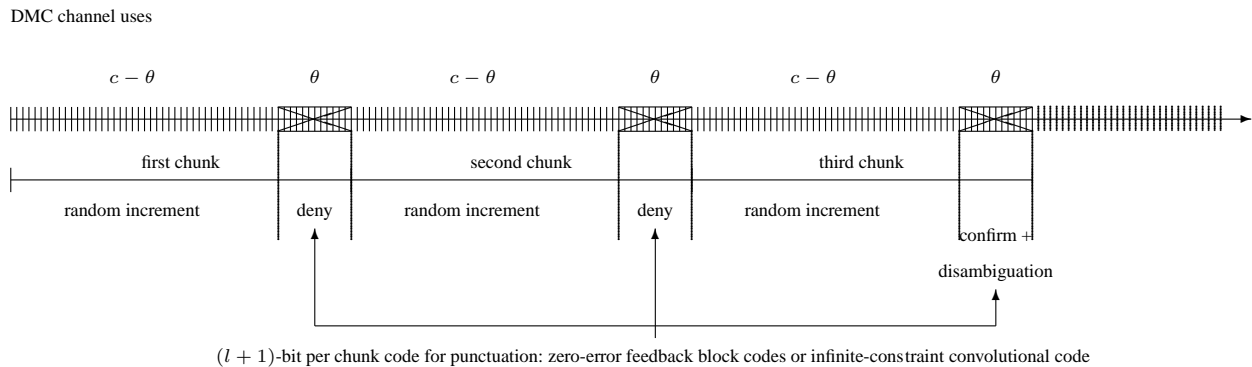 DMC channel uses
c − θ θ c − θ θ c − θ θ
first chunk second chunk third chunk
random increment deny random increment deny random increment
confirm +
disambiguation
(l + 1)-bit per chunk code for punctuation: zero-error feedback block codes or infinite-constraint convolutional code